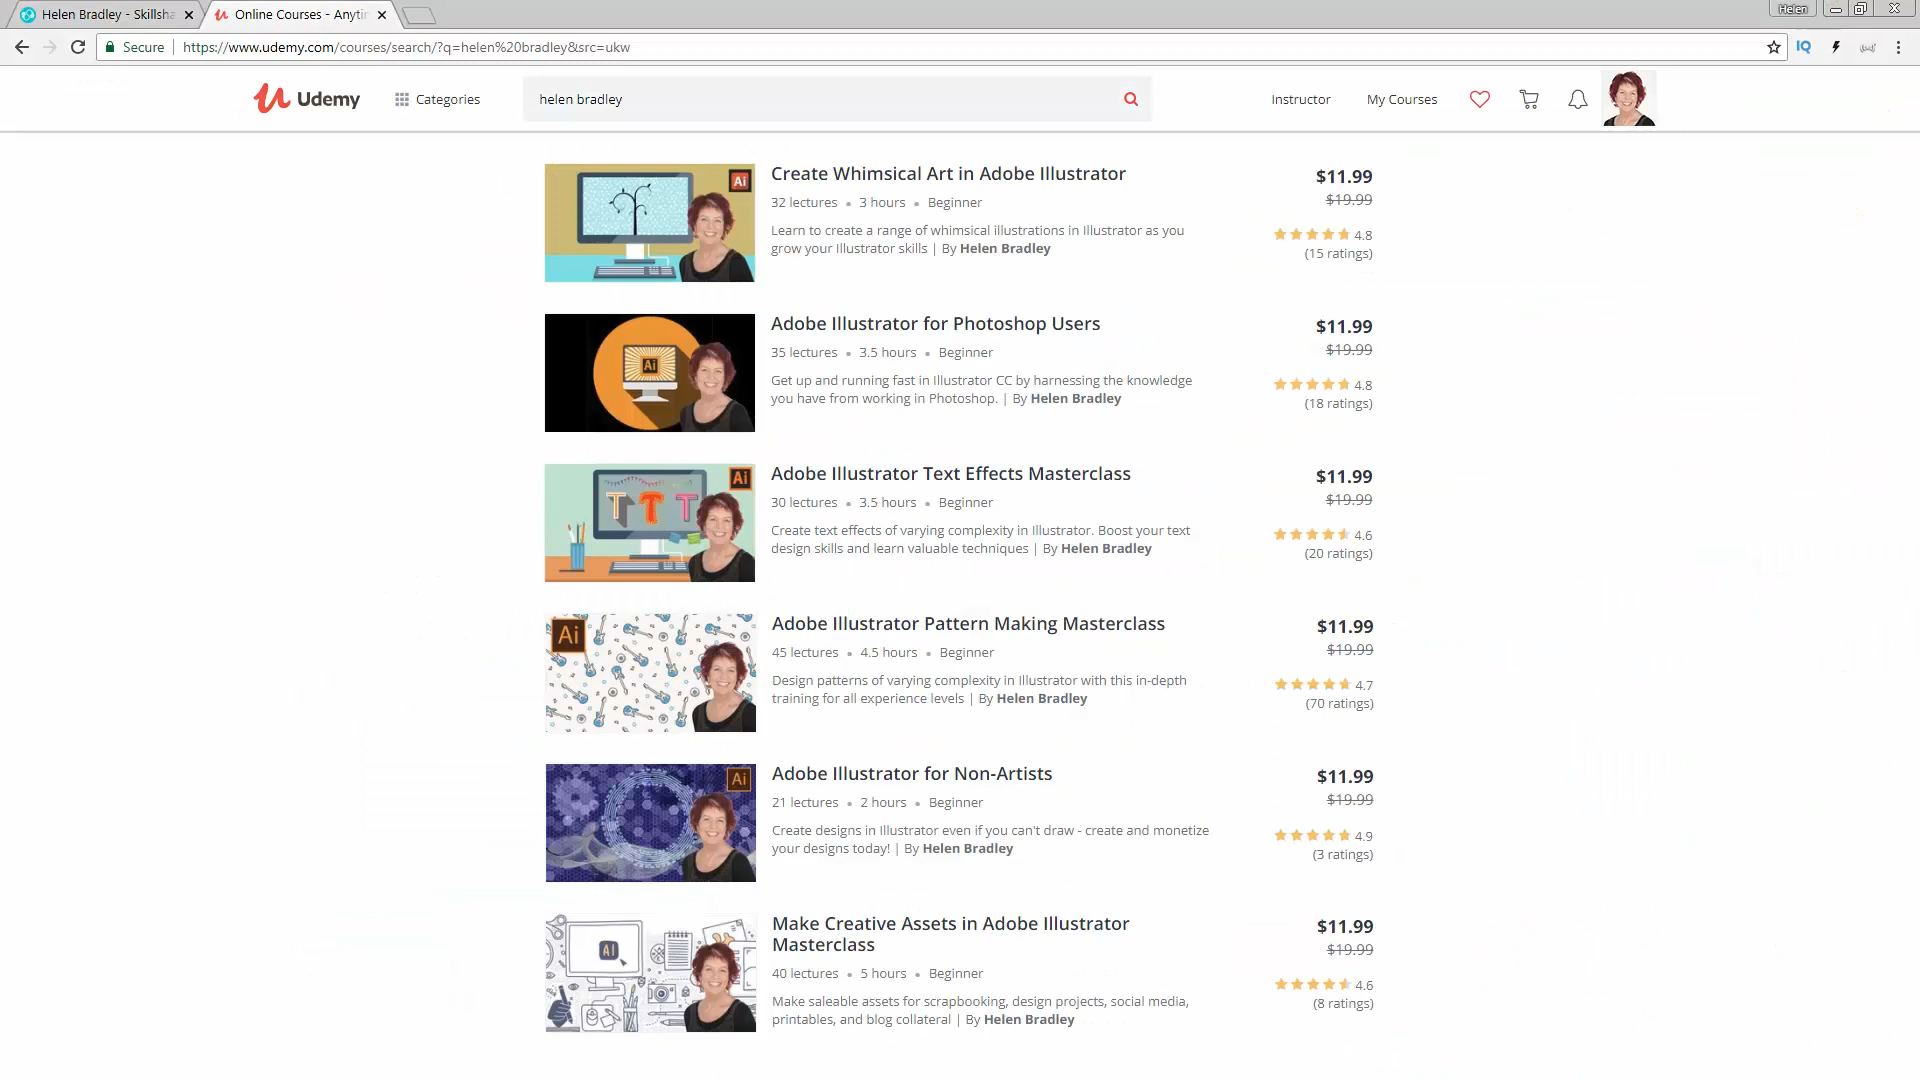 Helen Bradley - Skillsha
Online Courses - Anytin
Helen
Secure
https://www.udemy.com/courses/search/?q=helen%20bradley&src=ukw
IQ
Udemy
Categories
helen bradley
Instructor
My Courses
Ai
Create Whimsical Art in Adobe Illustrator
32 lectures • 3 hours • Beginner
Learn to create a range of whimsical illustrations in Illustrator as you
grow your Illustrator skills | By Helen Bradley
$11.99
$19.99
4.8
(15 ratings)
Ai
Adobe Illustrator for Photoshop Users
35 lectures • 3.5 hours • Beginner
Get up and running fast in Illustrator CC by harnessing the knowledge
you have from working in Photoshop. | By Helen Bradley
$11.99
$19.99
4.8
(18 ratings)
Ai
T T T
Adobe Illustrator Text Effects Masterclass
30 lectures • 3.5 hours • Beginner
Create text effects of varying complexity in Illustrator. Boost your text
design skills and learn valuable techniques | By Helen Bradley
$11.99
$19.99
4.6
(20 ratings)
Ai
Adobe Illustrator Pattern Making Masterclass
45 lectures • 4.5 hours • Beginner
Design patterns of varying complexity in Illustrator with this in-depth
training for all experience levels | By Helen Bradley
$11.99
$19.99
4.7
(70 ratings)
Ai
Adobe Illustrator for Non-Artists
21 lectures • 2 hours • Beginner
Create designs in Illustrator even if you can't draw - create and monetize
your designs today! | By Helen Bradley
$11.99
$19.99
4.9
(3 ratings)
AI
Make Creative Assets in Adobe Illustrator
Masterclass
40 lectures • 5 hours • Beginner
Make saleable assets for scrapbooking, design projects, social media,
printables, and blog collateral | By Helen Bradley
$11.99
$19.99
4.6
(8 ratings)